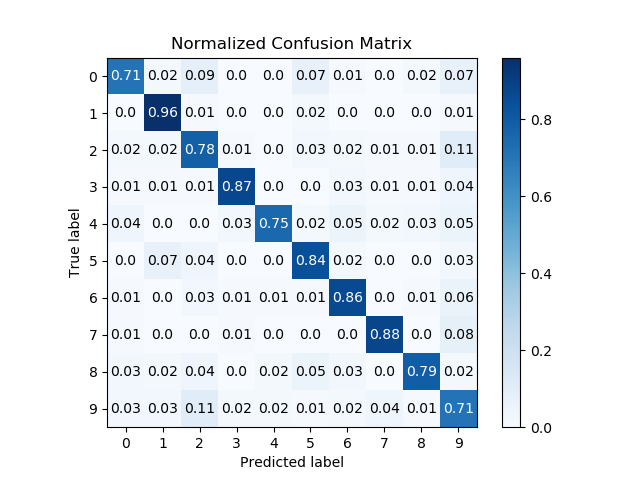 Normalized Confusion Matrix
0 0.71 0.02 0.09 0.0 0.0 0.07 0.01 0.0 0.02 0.07
1 0.0 0.96 0.01 0.0 0.0 0.02 0.0 0.0 0.0 0.01
2 0.02 0.02 0.78 0.01 0.0 0.03 0.02 0.01 0.01 0.11
3 0.01 0.01 0.01 0.87 0.0 0.0 0.03 0.01 0.01 0.04
4 0.04 0.0 0.0 0.03 0.75 0.02 0.05 0.02 0.03 0.05
5 0.0 0.07 0.04 0.0 0.0 0.84 0.02 0.0 0.0 0.03
6 0.01 0.0 0.03 0.01 0.01 0.01 0.86 0.0 0.01 0.06
7 0.01 0.0 0.0 0.01 0.0 0.0 0.0 0.88 0.0 0.08
8 0.03 0.02 0.04 0.0 0.02 0.05 0.03 0.0 0.79 0.02
9 0.03 0.03 0.11 0.02 0.02 0.01 0.02 0.04 0.01 0.71
0 1 2 3 4 5 6 7 8 9
Predicted label
True label
0.8
0.6
0.4
0.2
0.0